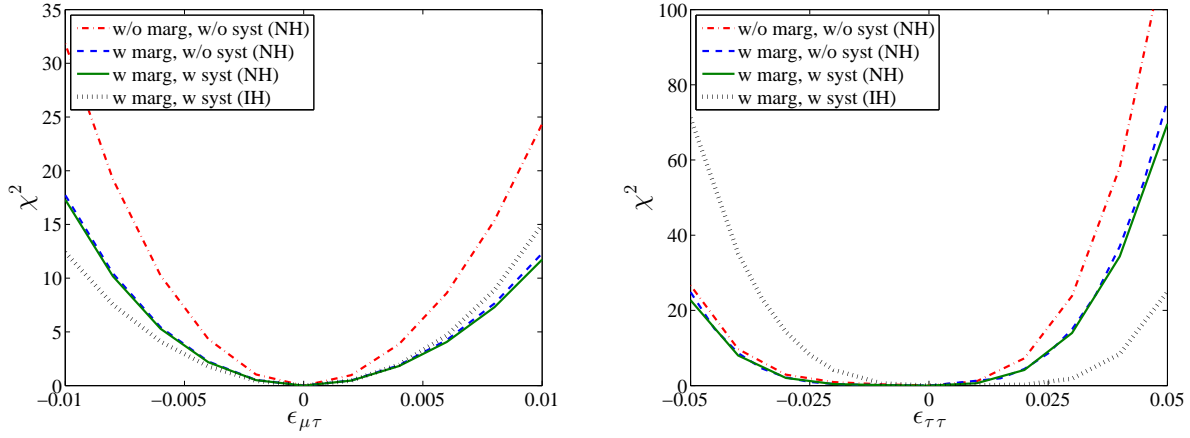 35
30
25
20
15
10
5
0
χ²
w/o marg, w/o syst (NH)
w marg, w/o syst (NH)
w marg, w syst (NH)
w marg, w syst (IH)
−0.01
−0.005
0
0.005
0.01
ϵμτ
100
80
60
40
20
0
χ²
w/o marg, w/o syst (NH)
w marg, w/o syst (NH)
w marg, w syst (NH)
w marg, w syst (IH)
−0.05
−0.025
0
0.025
0.05
ϵττ